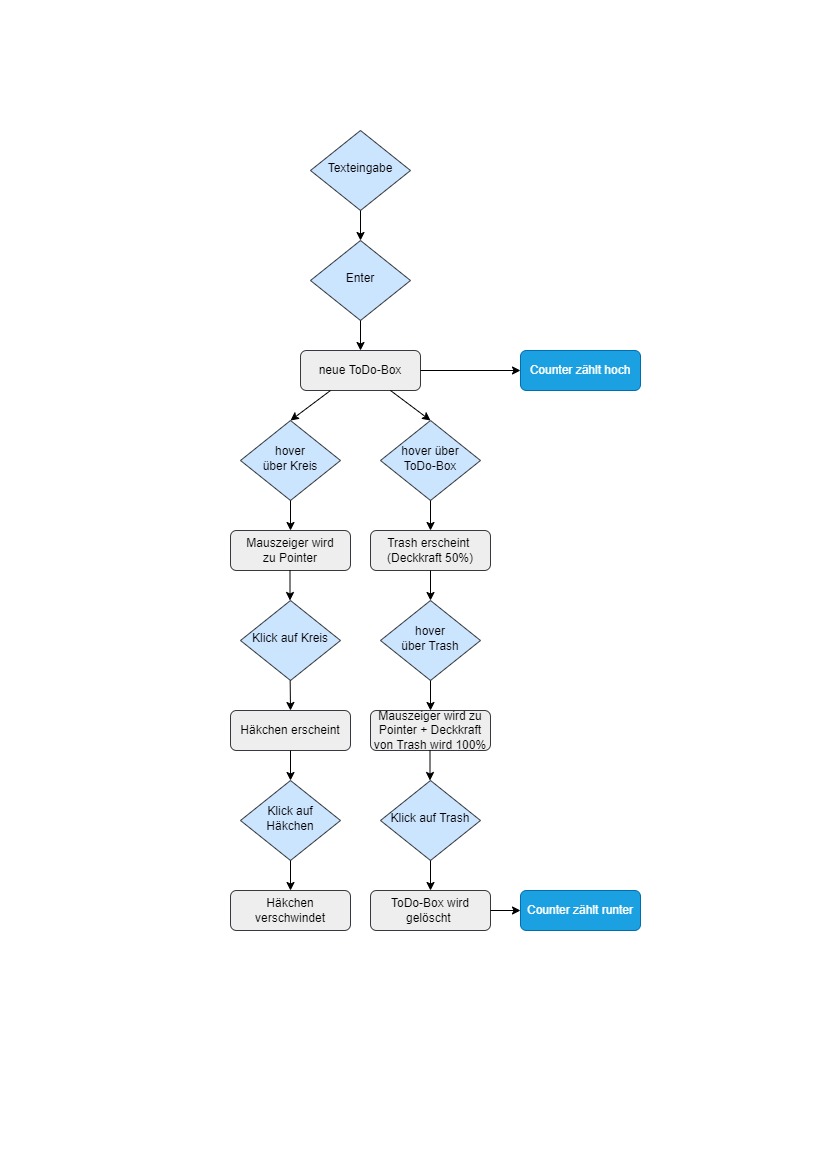 Texteingabe
Enter
neue ToDo-Box
Counter zählt hoch
hover
über Kreis
hover über
ToDo-Box
Mauszeiger wird
zu Pointer
Trash erscheint
(Deckkraft 50%)
Klick auf Kreis
hover
über Trash
Häkchen erscheint
Mauszeiger wird zu
Pointer + Deckkraft
von Trash wird 100%
Klick auf
Häkchen
Klick auf Trash
Häkchen
verschwindet
ToDo-Box wird
gelöscht
Counter zählt runter